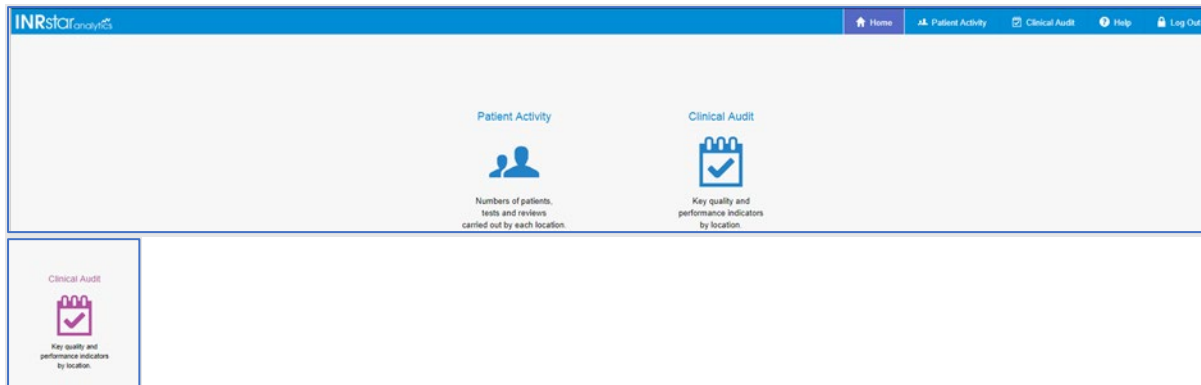 INRstaranalytics
Home
Patient Activity
Clinical Audit
Help
Log Out
Patient Activity
Numbers of patients,
tests and reviews
carried out by each location.
Clinical Audit
Key quality and
performance indicators
by location.
Clinical Audit
Key quality and
performance indicators
by location.